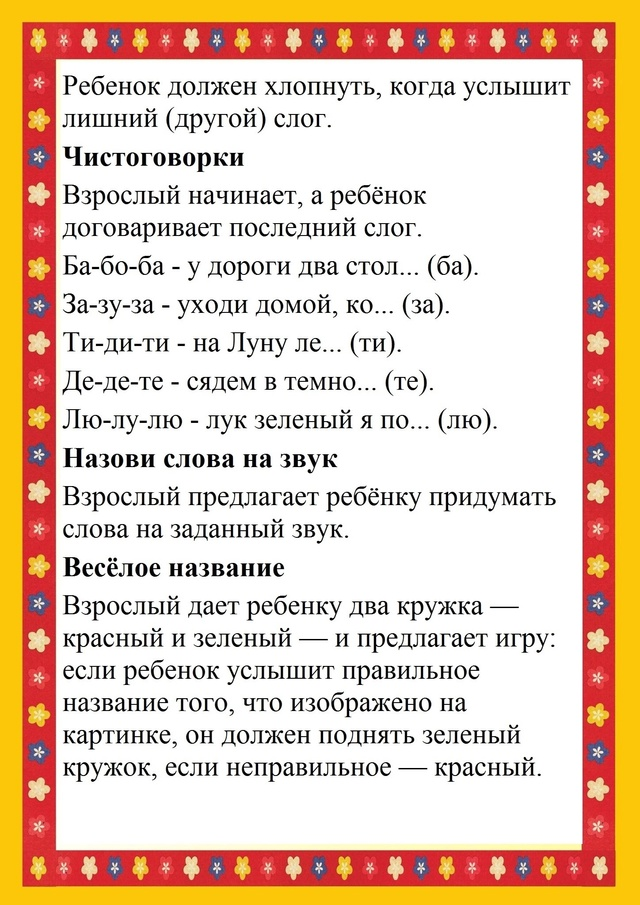 Ребенок должен хлопнуть, когда услышит
лишний (другой) слог.
Чистоговорки
Взрослый начинает, а ребёнок
договаривает последний слог.
Ба-бо-ба - у дороги два стол... (ба).
За-зу-за - уходи домой, ко... (за).
Ти-ди-ти - на Луну ле... (ти).
Де-де-те - сядем в темно... (те).
Лю-лу-лю - лук зеленый я по... (лю).
Назови слова на звук
Взрослый предлагает ребёнку придумать
слова на заданный звук.
Весёлое название
Взрослый дает ребенку два кружка —
красный и зеленый — и предлагает игру:
если ребенок услышит правильное
название того, что изображено на
картинке, он должен поднять зеленый
кружок, если неправильное — красный.